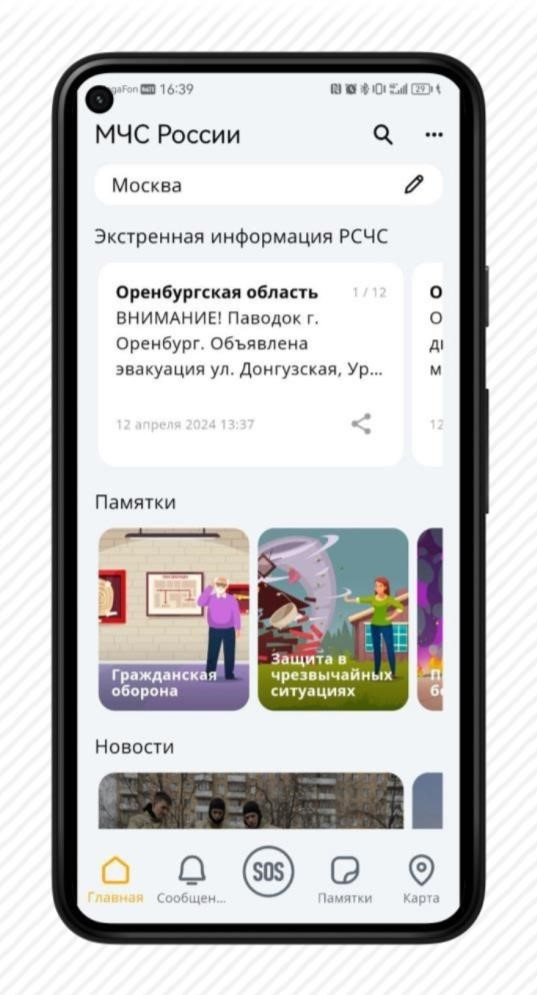 gaFon 16:39
29
МЧС России
Москва
Экстренная информация РСЧС
Оренбургская область 1 / 12
ВНИМАНИЕ! Паводок г.
Оренбург. Объявлена
эвакуация ул. Донгузская, Ур...
12 апреля 2024 13:37
О
О
м
12
Памятки
Гражданская
оборона
Защита в
чрезвычайных
ситуациях
П
бе
Новости
Главная
Сообщен...
SOS
Памятки
Карта